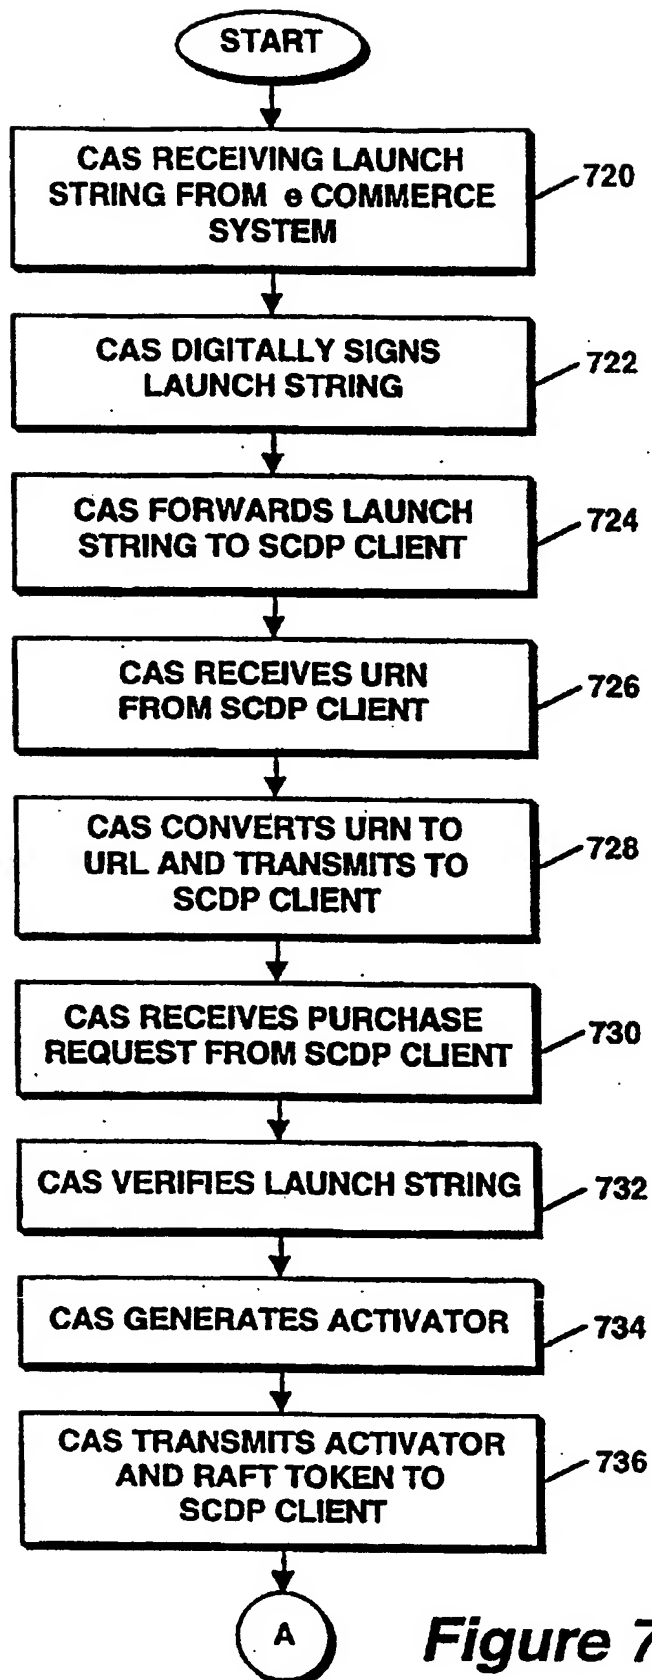 START
CAS RECEIVING LAUNCH
STRING FROM e COMMERCE
SYSTEM
720
CAS DIGITALLY SIGNS
LAUNCH STRING
722
CAS FORWARDS LAUNCH
STRING TO SCDP CLIENT
724
CAS RECEIVES URN
FROM SCDP CLIENT
726
CAS CONVERTS URN TO
URL AND TRANSMITS TO
SCDP CLIENT
728
CAS RECEIVES PURCHASE
REQUEST FROM SCDP CLIENT
730
CAS VERIFIES LAUNCH STRING
732
CAS GENERATES ACTIVATOR
734
CAS TRANSMITS ACTIVATOR
AND RAFT TOKEN TO
SCDP CLIENT
736
A
Figure 7